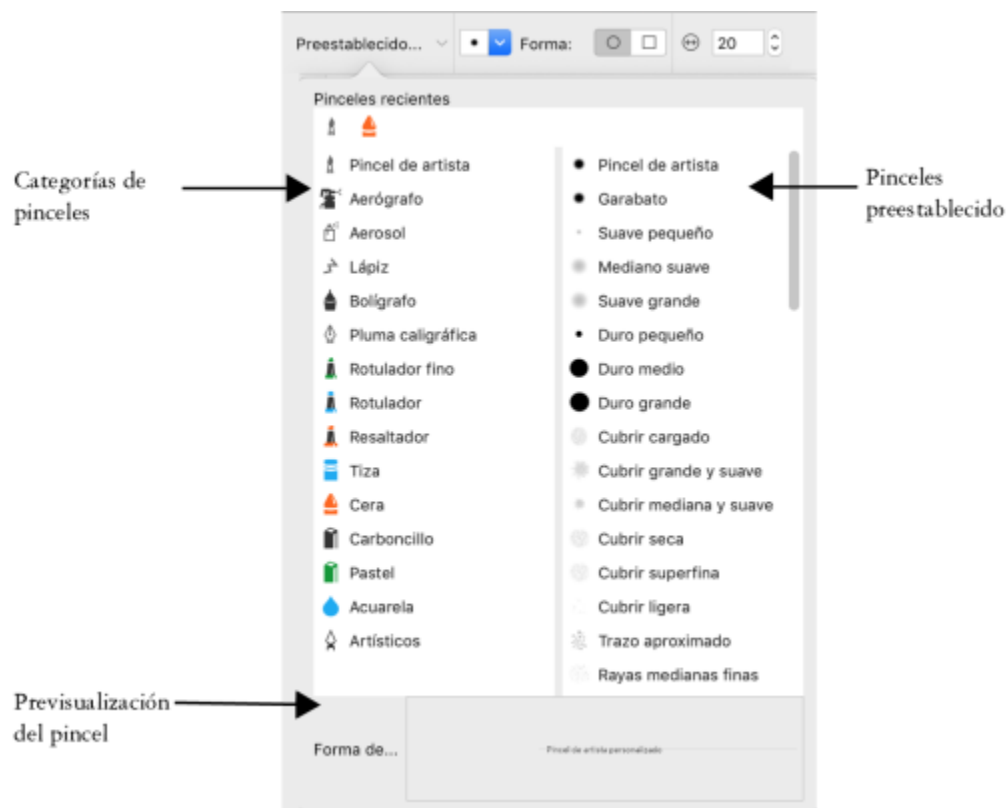 Preestablecido... Forma: 20
Pinceles recientes
Categorías de
pinceles
Pincel de artista
Aerógrafo
Aerosol
Lápiz
Bolígrafo
Pluma caligráfica
Rotulador fino
Rotulador
Resaltador
Tiza
Cera
Carboncillo
Pastel
Acuarela
Artísticos
Pincel de artista
Garabato
Suave pequeño
Mediano suave
Suave grande
Duro pequeño
Duro medio
Duro grande
Cubrir cargado
Cubrir grande y suave
Cubrir mediana y suave
Cubrir seca
Cubrir superfina
Cubrir ligera
Trazo aproximado
Rayas medianas finas
Pinceles
preestablecido
Previsualización
del pincel
Forma de...
Pincel de artista personalizado